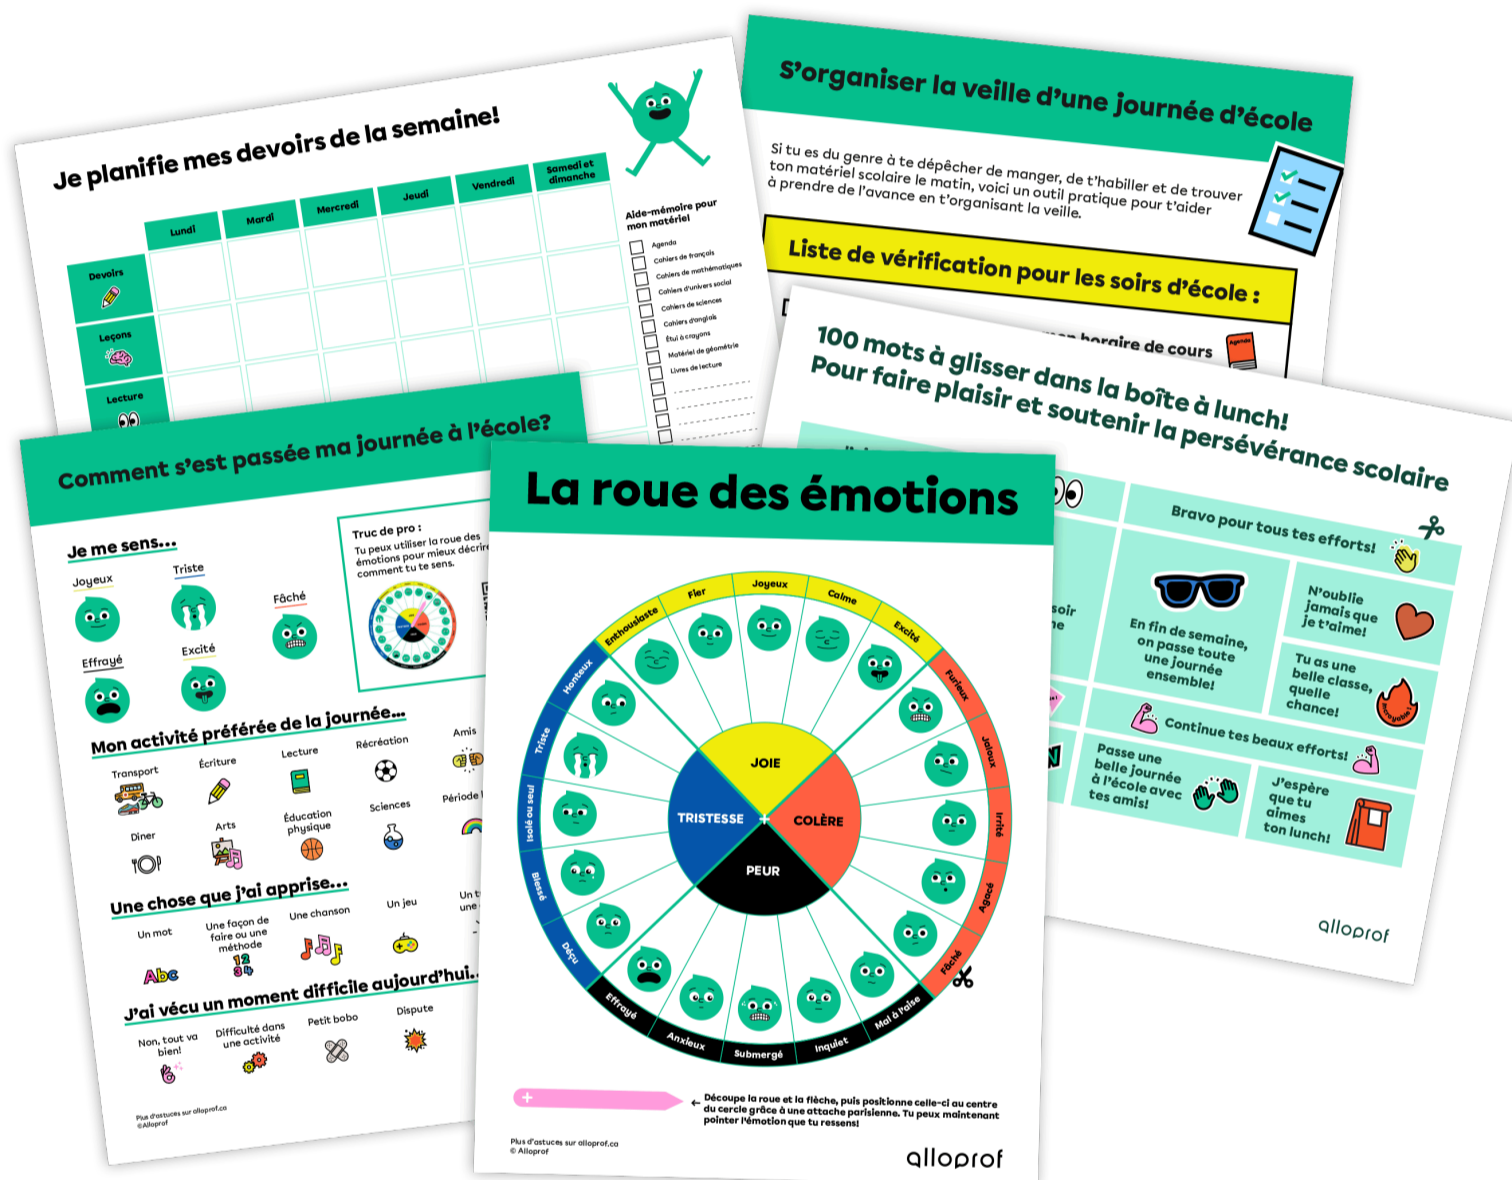 Je planifie mes devoirs de la semaine!
Lundi
Mardi
Mercredi
Jeudi
Vendredi
Samedi et
dimanche
Devoirs
Leçons
Lecture
Aide-mémoire pour
mon matériel
Agenda
Cahiers de français
Cahiers de mathématiques
Cahiers d'univers social
Cahiers de sciences
Cahiers d'anglais
Étui à crayons
Matériel de géométrie
Livres de lecture
S'organiser la veille d'une journée d'école
Si tu es du genre à te dépêcher de manger, de t'habiller et de trouver
ton matériel scolaire le matin, voici un outil pratique pour t'aider
à prendre de l'avance en t'organisant la veille.
Liste de vérification pour les soirs d'école :
horaire de cours
Agenda
100 mots à glisser dans la boîte à lunch!
Pour faire plaisir et soutenir la persévérance scolaire
Bravo pour tous tes efforts!
soir
En fin de semaine,
on passe toute
une journée
ensemble!
N'oublie
jamais que
je t'aime!
Tu as une
belle classe,
quelle
chance!
Incroyable!
Continue tes beaux efforts!
Passe une
belle journée
à l'école avec
tes amis!
J'espère
que tu
aimes
ton lunch!
alloprof
Comment s'est passée ma journée à l'école?
Je me sens...
Joyeux
Triste
Fâché
Effrayé
Excité
Truc de pro :
Tu peux utiliser la roue des
émotions pour mieux décrire
comment tu te sens.
Mon activité préférée de la journée...
Transport
Écriture
Lecture
Récréation
Amis
Dîner
Arts
Éducation
physique
Sciences
Période
Une chose que j'ai apprise...
Un mot
Abc
Une façon de
faire ou une
méthode
12
34
Une chanson
Un jeu
J'ai vécu un moment difficile aujourd'hui...
Non, tout va
bien!
Difficulté dans
une activité
Petit bobo
Dispute
Plus d'astuces sur alloprof.ca
©Alloprof
La roue des émotions
Enthousiaste
Fier
Joyeux
Calme
Excité
Furieux
Jaloux
Irrité
Agacé
Fâché
Mal à l'aise
Inquiet
Submergé
Anxieux
Effrayé
Déçu
Blessé
Isolé ou seul
Triste
Honteux
JOIE
TRISTESSE
COLÈRE
PEUR
← Découpe la roue et la flèche, puis positionne celle-ci au centre
du cercle grâce à une attache parisienne. Tu peux maintenant
pointer l'émotion que tu ressens!
Plus d'astuces sur alloprof.ca
© Alloprof
alloprof